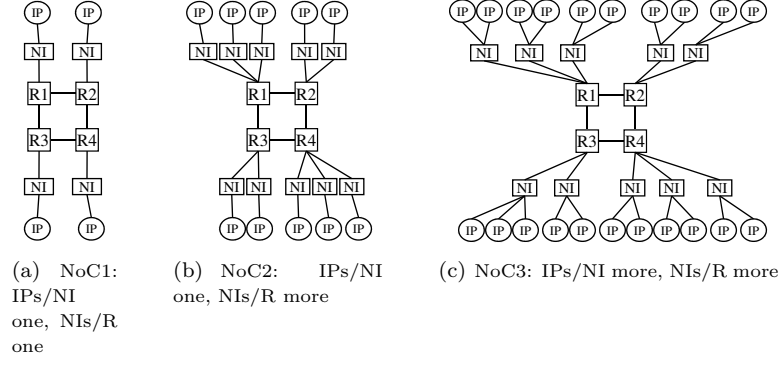 IP IP
NI NI
R1 R2
R3 R4
NI NI
IP IP
(a) NoC1:
IPs/NI
one, NIs/R
one
IP IP IP IP IP
NI NI NI NI NI
R1 R2
R3 R4
NI NI NI NI NI
IP IP IP IP IP
(b) NoC2: IPs/NI
one, NIs/R more
IP IP IP IP IP IP IP IP IP IP
NI NI NI NI NI
R1 R2
R3 R4
NI NI NI NI NI
IP IP IP IP IP IP IP IP IP IP IP
(c) NoC3: IPs/NI more, NIs/R more